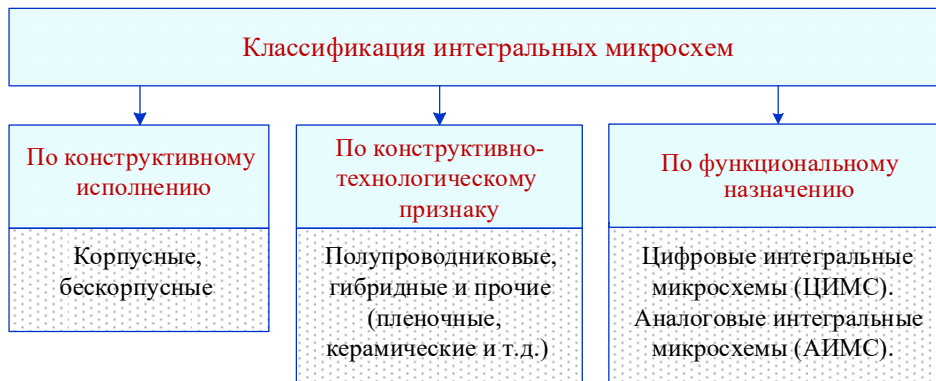 Классификация интегральных микросхем
По конструктивному
исполнению
Корпусные,
бескорпусные
По конструктивно-
технологическому
признаку
Полупроводниковые,
гибридные и прочие
(пленочные,
керамические и т.д.)
По функциональному
назначению
Цифровые интегральные
микросхемы (ЦИМС).
Аналоговые интегральные
микросхемы (АИМС).